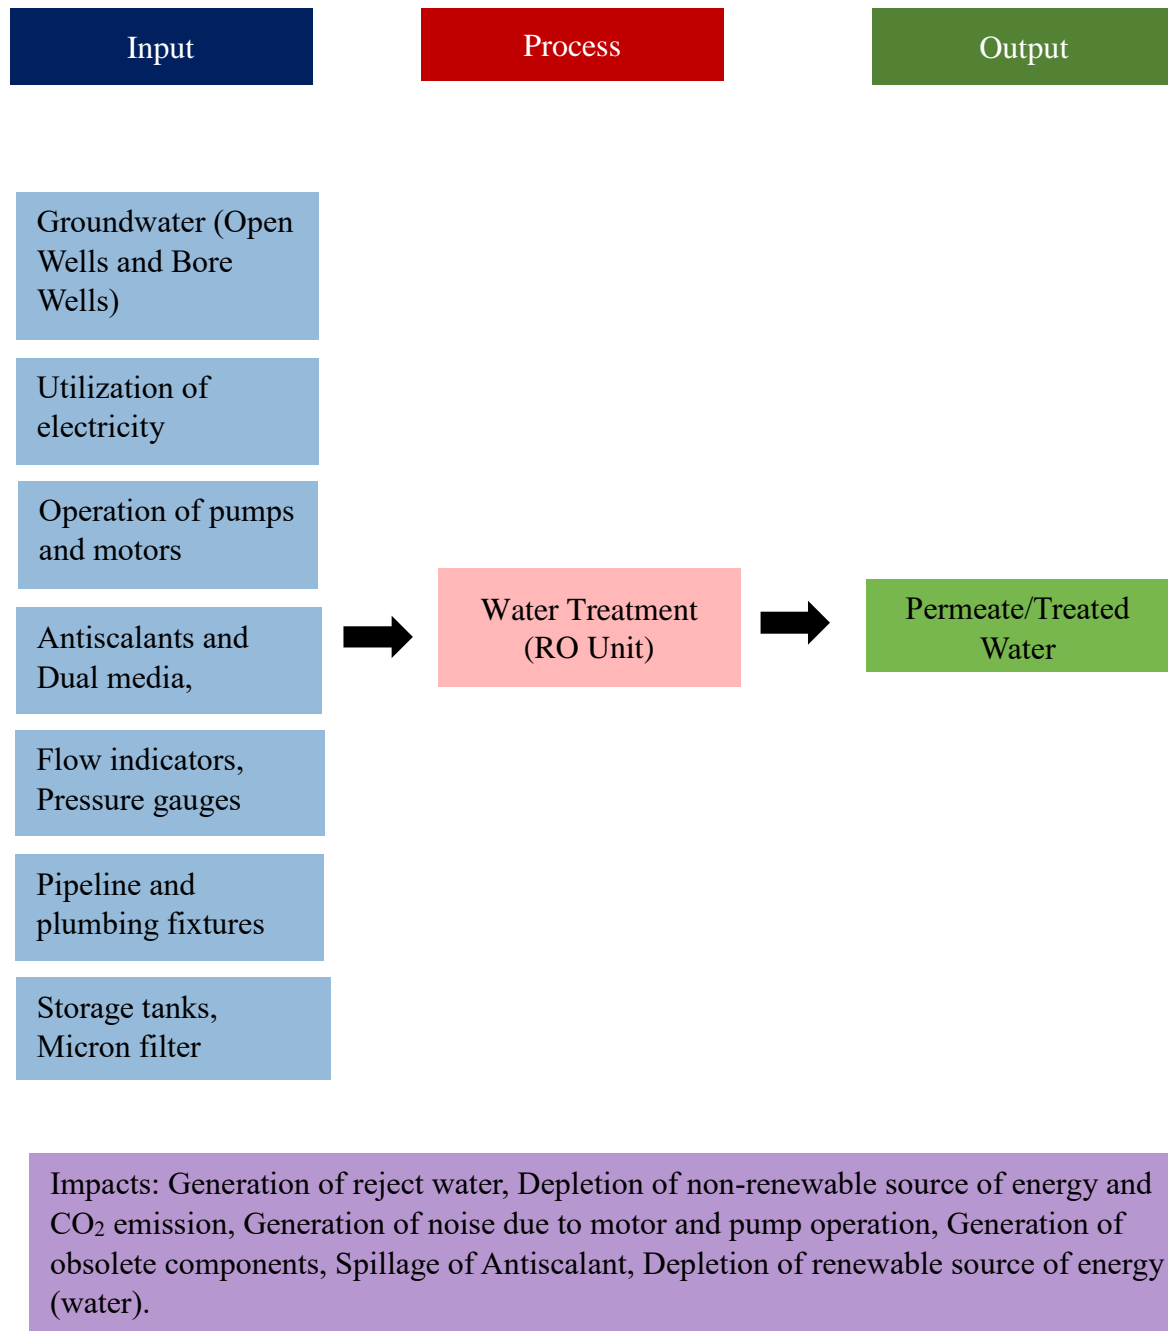 Input
Process
Output
Groundwater (Open
Wells and Bore
Wells)
Utilization of
electricity
Operation of pumps
and motors
Antiscalants and
Dual media,
Flow indicators,
Pressure gauges
Pipeline and
plumbing fixtures
Storage tanks,
Micron filter
Water Treatment
(RO Unit)
Permeate/Treated
Water
Impacts: Generation of reject water, Depletion of non-renewable source of energy and
CO₂ emission, Generation of noise due to motor and pump operation, Generation of
obsolete components, Spillage of Antiscalant, Depletion of renewable source of energy
(water).